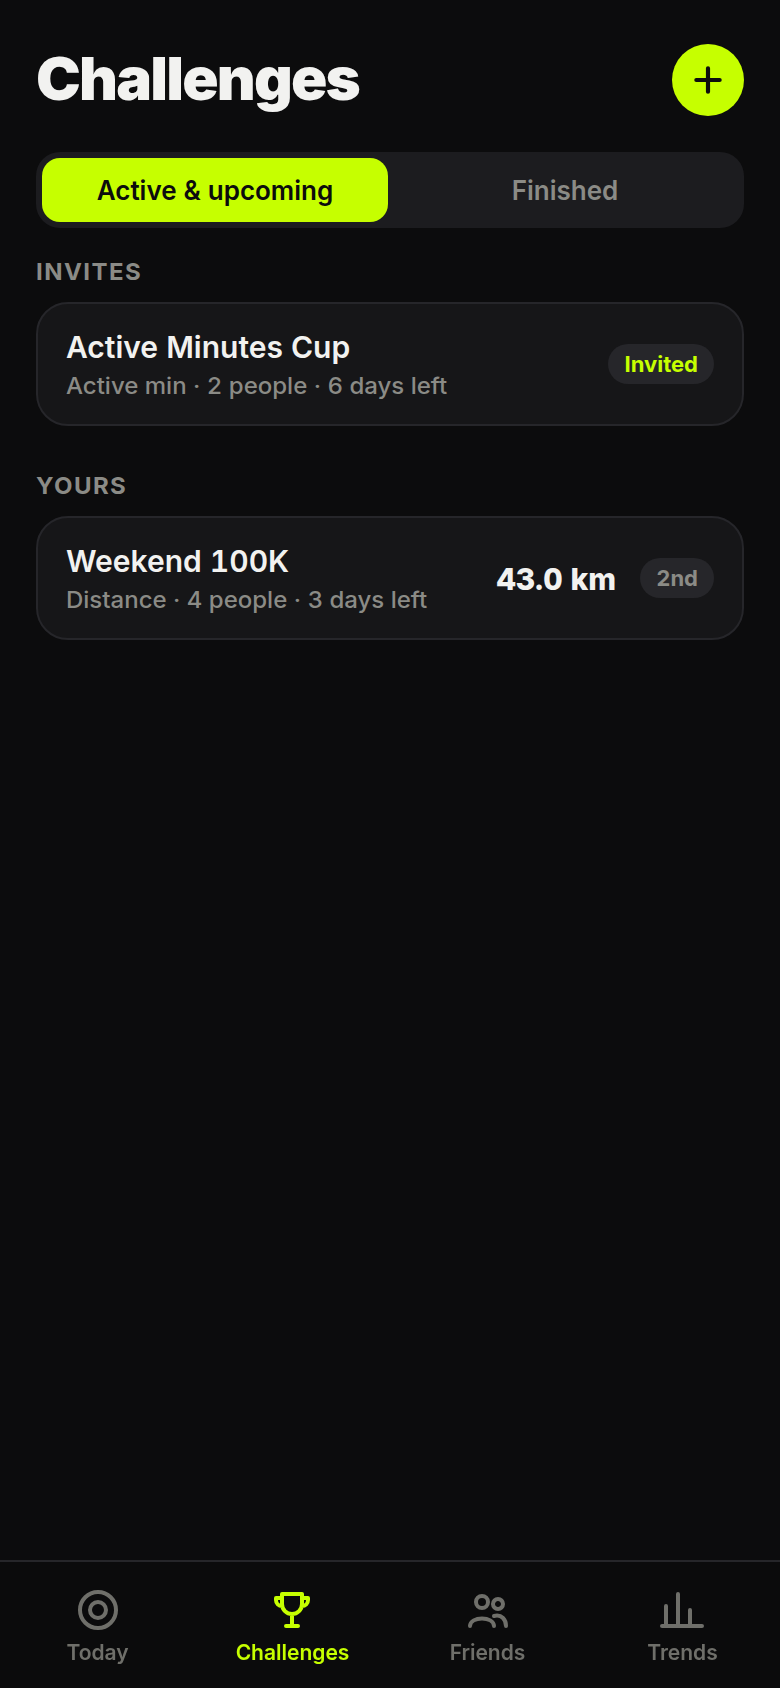 Challenges
Active & upcoming
Finished
INVITES
Active Minutes Cup
Active min · 2 people · 6 days left
Invited
YOURS
Weekend 100K
Distance · 4 people · 3 days left
43.0 km
2nd
Today
Challenges
Friends
Trends